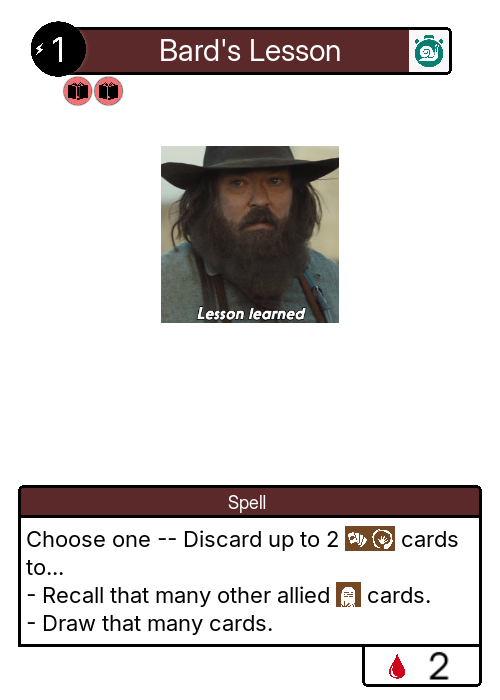 1
Bard's Lesson
Lesson learned
Spell
Choose one -- Discard up to 2 cards
to...
- Recall that many other allied cards.
- Draw that many cards.
2